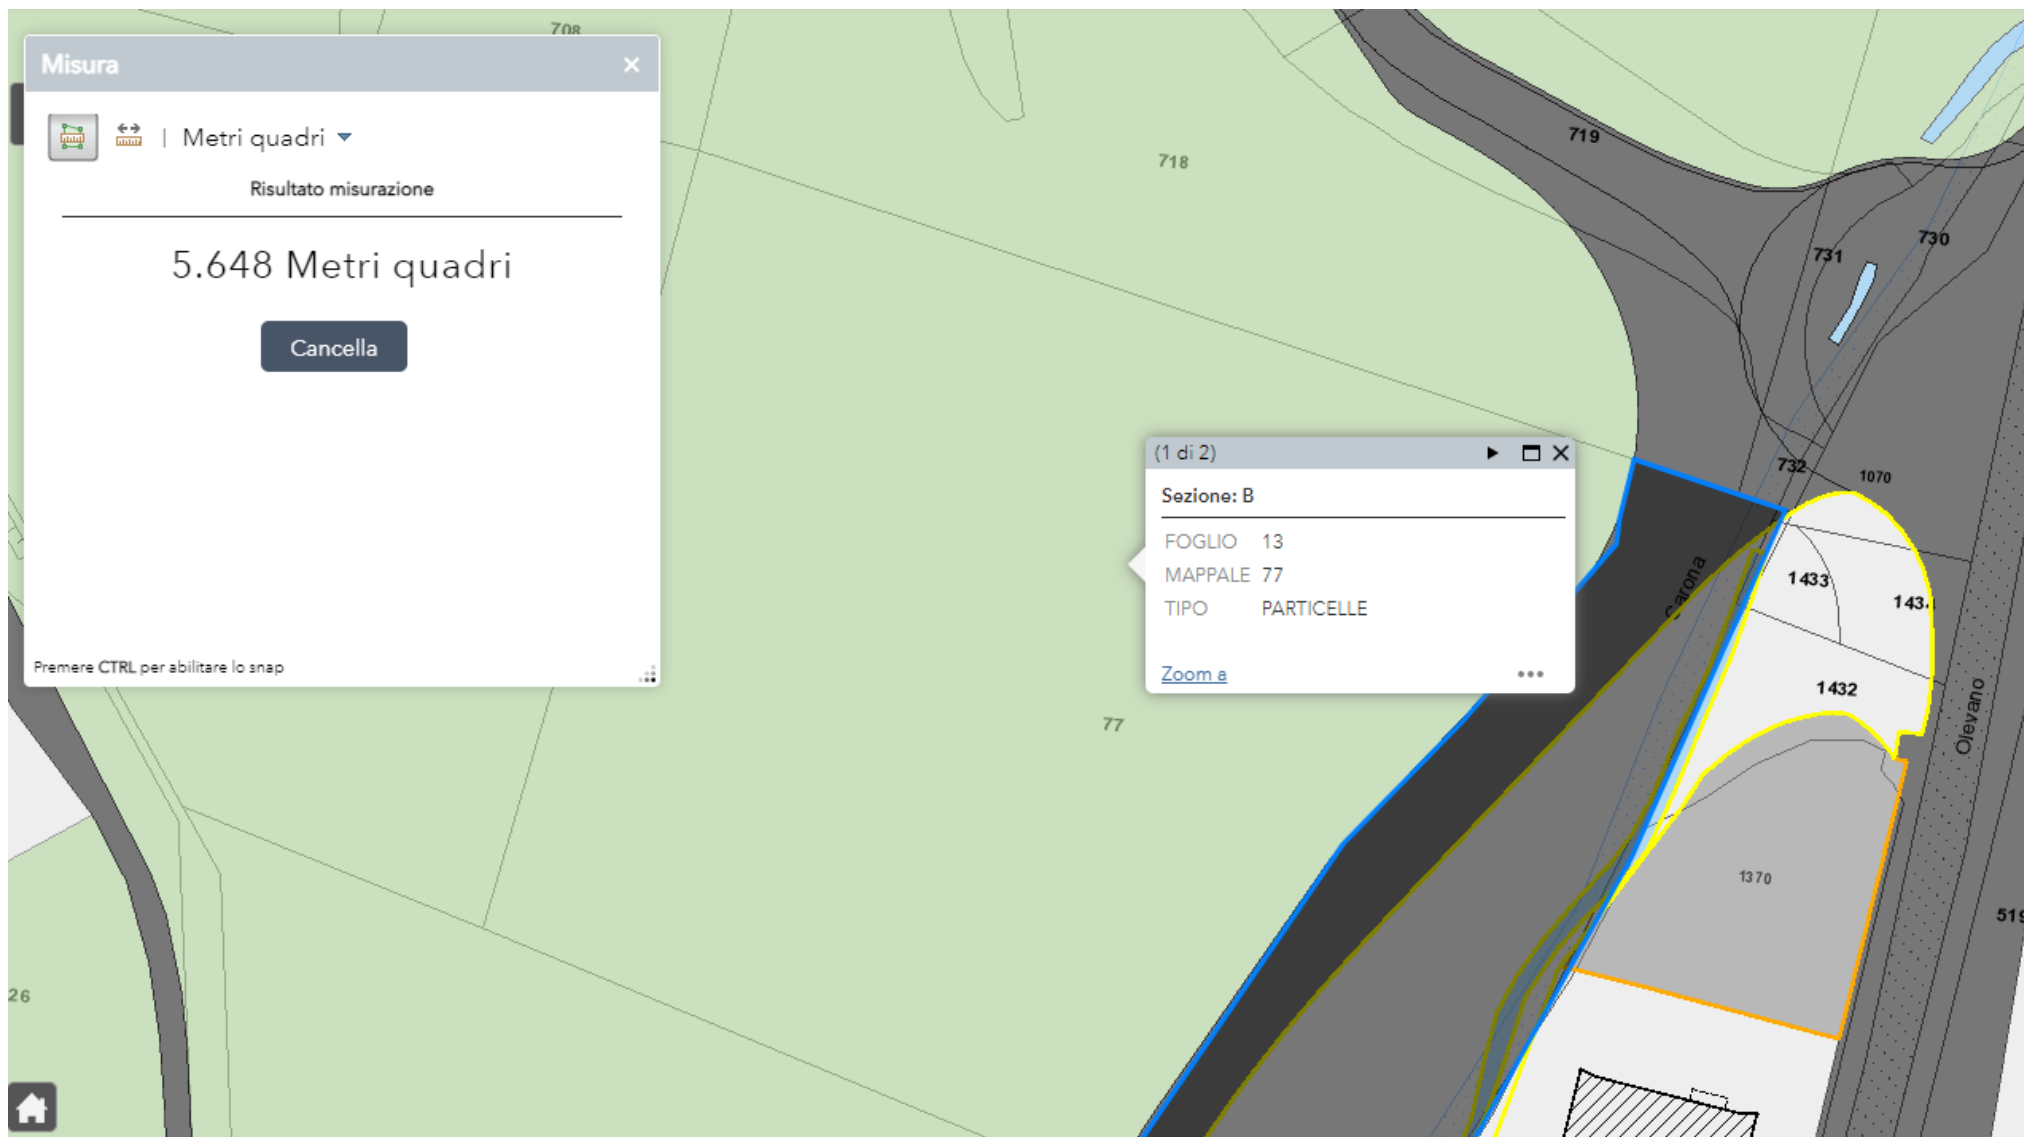 708
Misura
Metri quadri
Risultato misurazione
5.648 Metri quadri
Cancella
Premere CTRL per abilitare lo snap
718
719
730
731
732
1070
(1 di 2)
Sezione: B
FOGLIO 13
MAPPALE 77
TIPO PARTICELLE
Zoom a
Carona
1433
1432
Olevano
77
1370
519
26